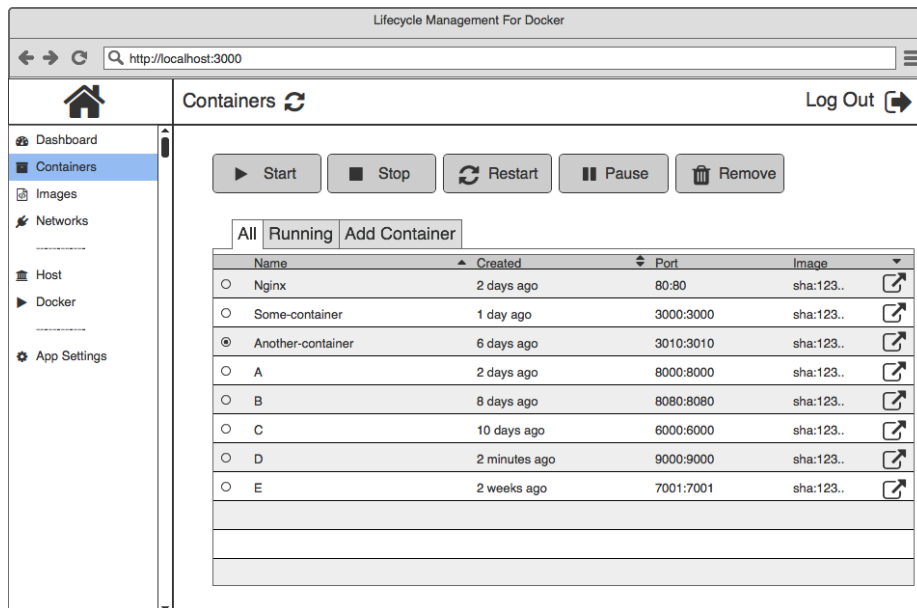 Lifecycle Management For Docker
http://localhost:3000
Containers
Log Out
Dashboard
Containers
Images
Networks
Host
Docker
App Settings
Start Stop Restart Pause Remove
All Running Add Container
Name Created Port Image
Nginx 2 days ago 80:80 sha:123..
Some-container 1 day ago 3000:3000 sha:123..
Another-container 6 days ago 3010:3010 sha:123..
A 2 days ago 8000:8000 sha:123..
B 8 days ago 8080:8080 sha:123..
C 10 days ago 6000:6000 sha:123..
D 2 minutes ago 9000:9000 sha:123..
E 2 weeks ago 7001:7001 sha:123..